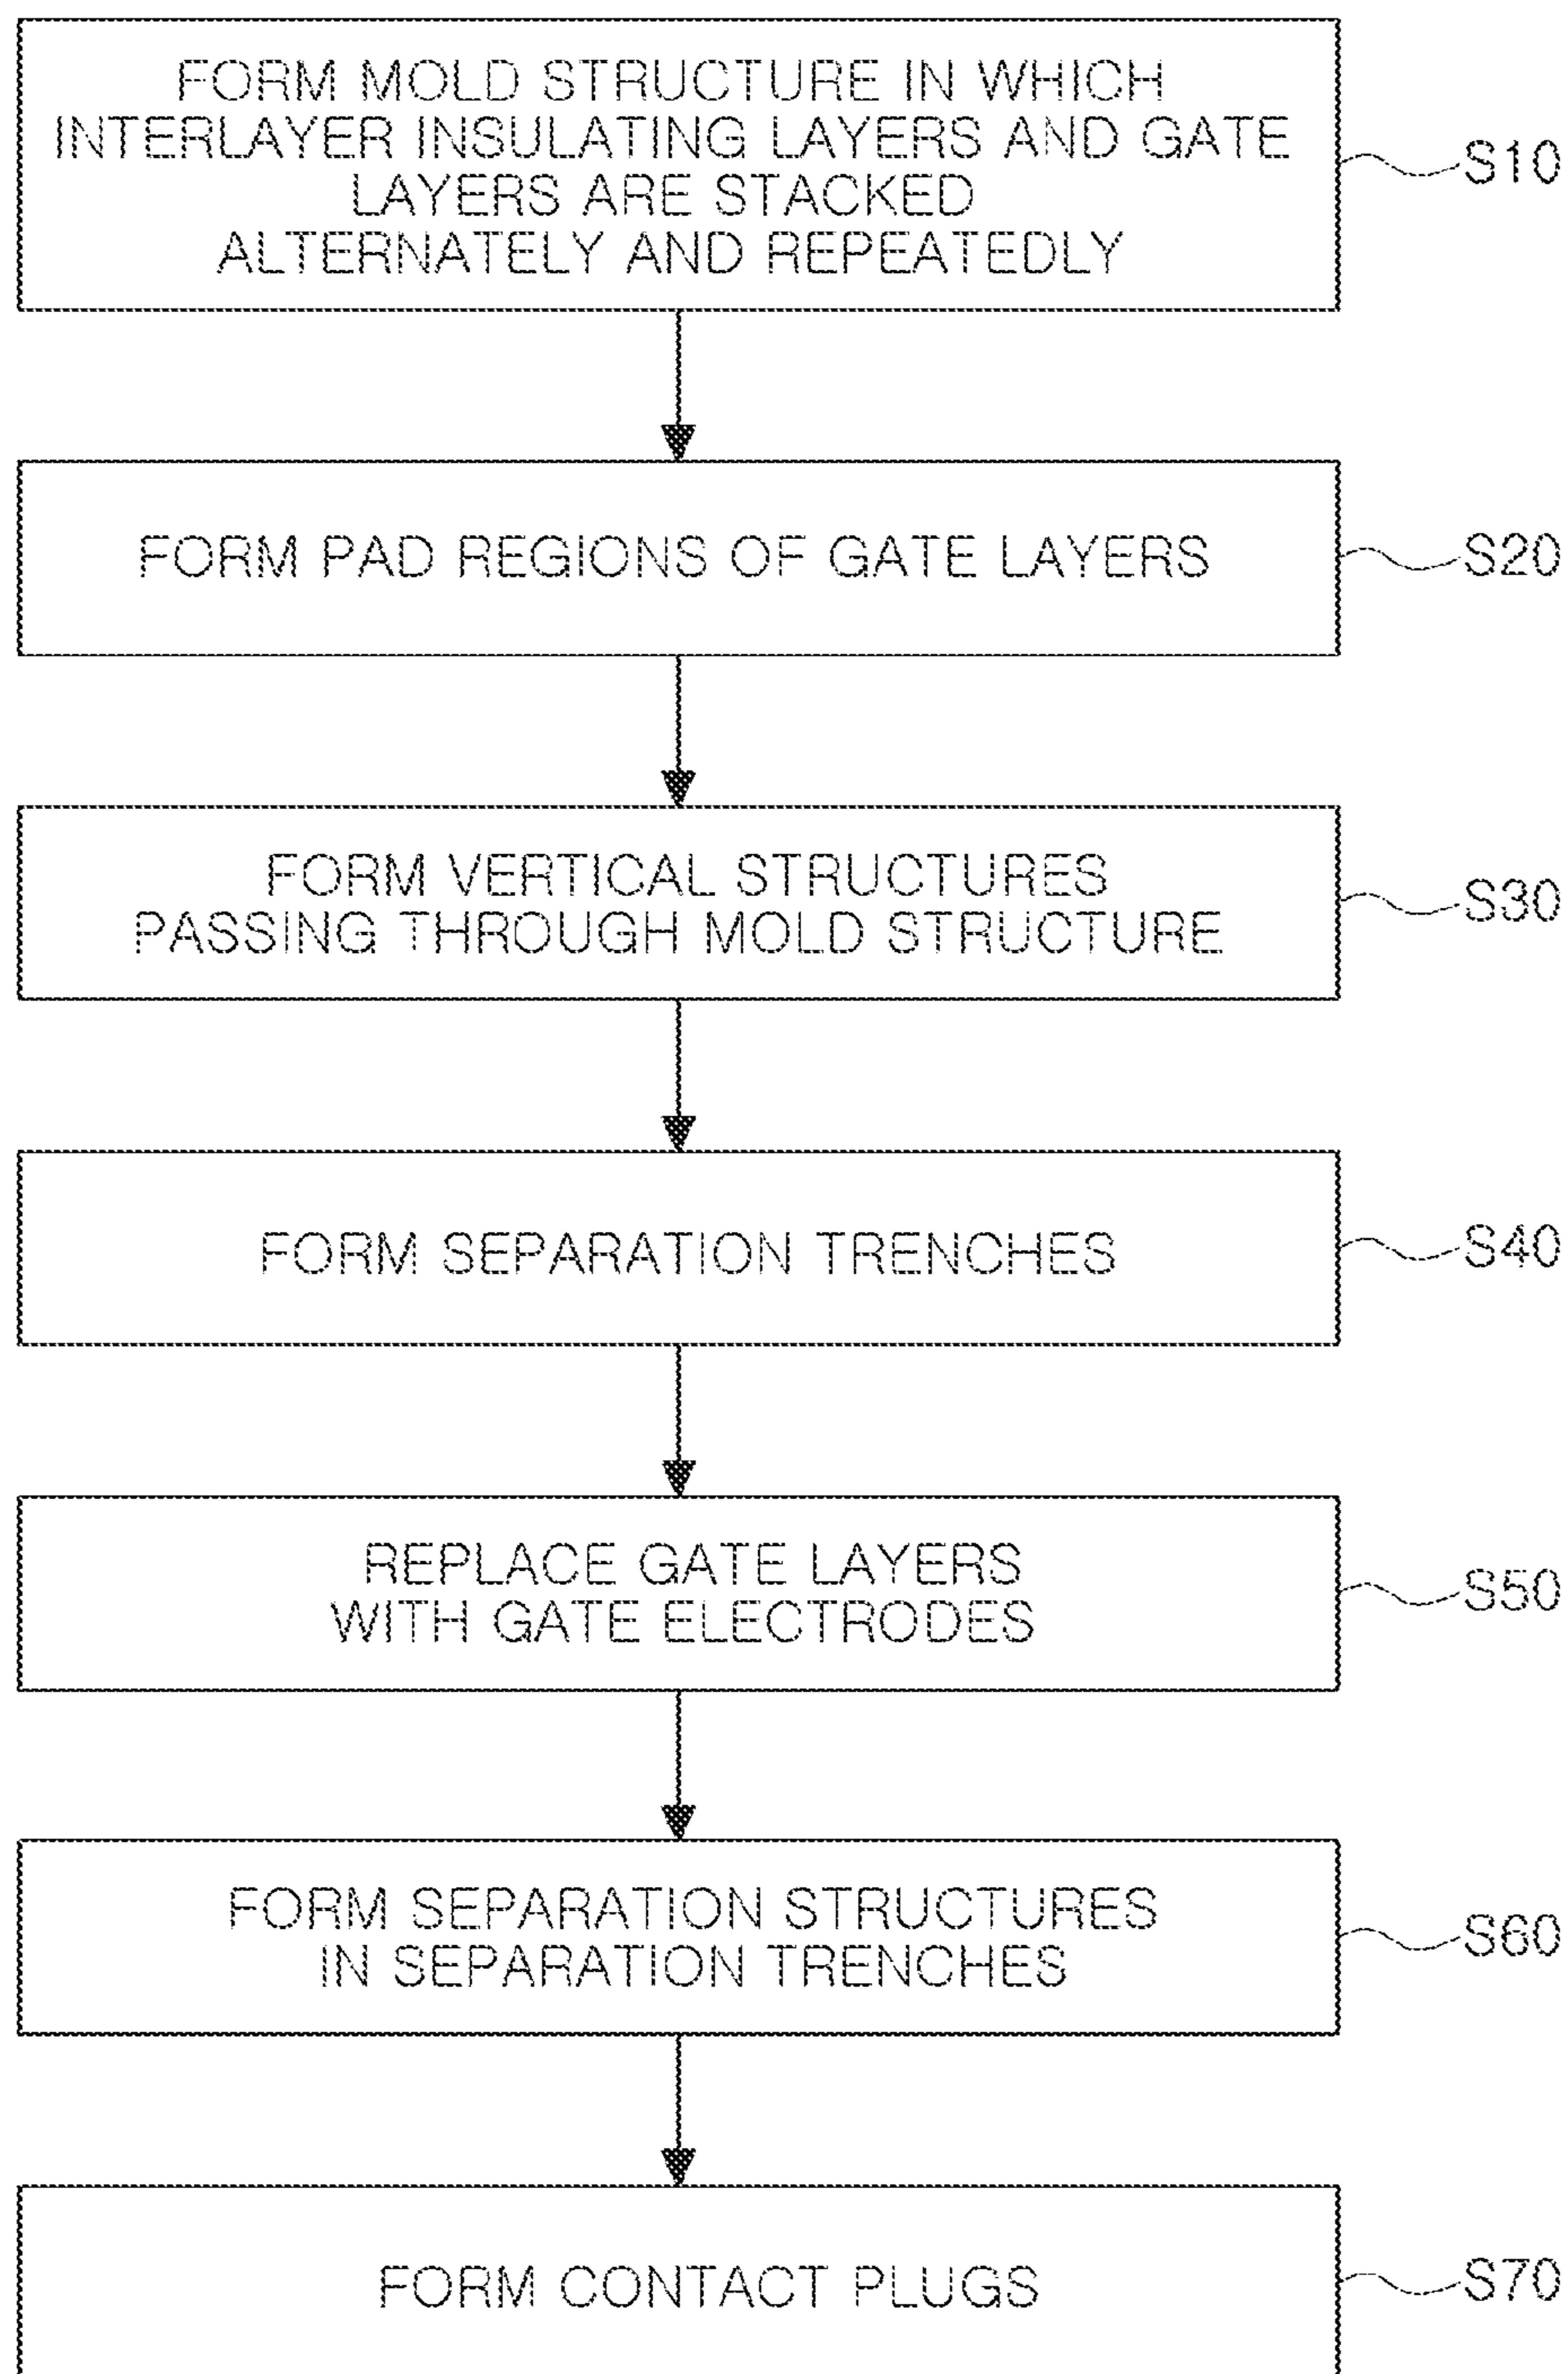 FORM MOLD STRUCTURE IN WHICH
INTERLAYER INSULATING LAYERS AND GATE
LAYERS ARE STACKED
ALTERNATELY AND REPEATEDLY
S10
FORM PAD REGIONS OF GATE LAYERS
S20
FORM VERTICAL STRUCTURES
PASSING THROUGH MOLD STRUCTURE
S30
FORM SEPARATION TRENCHES
S40
REPLACE GATE LAYERS
WITH GATE ELECTRODES
S50
FORM SEPARATION STRUCTURES
IN SEPARATION TRENCHES
S60
FORM CONTACT PLUGS
S70